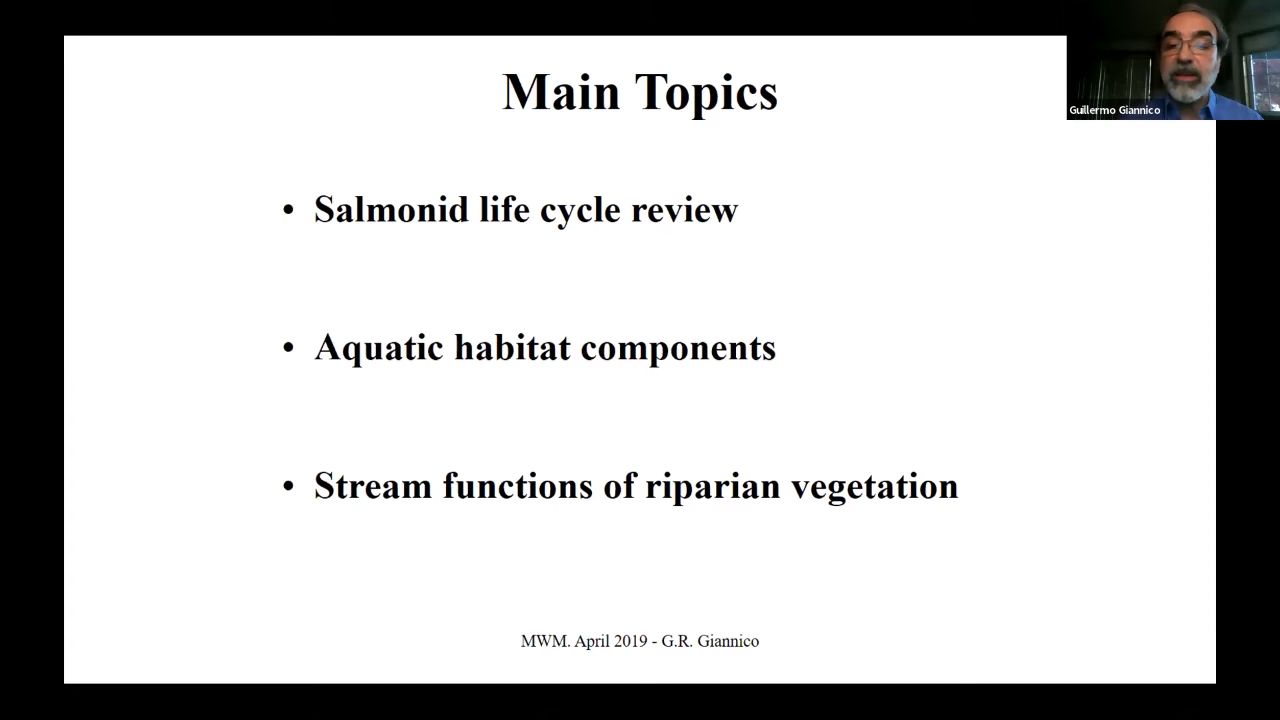 Main Topics
Guillermo Giannico
• Salmonid life cycle review
• Aquatic habitat components
• Stream functions of riparian vegetation
MWM. April 2019 - G.R. Giannico